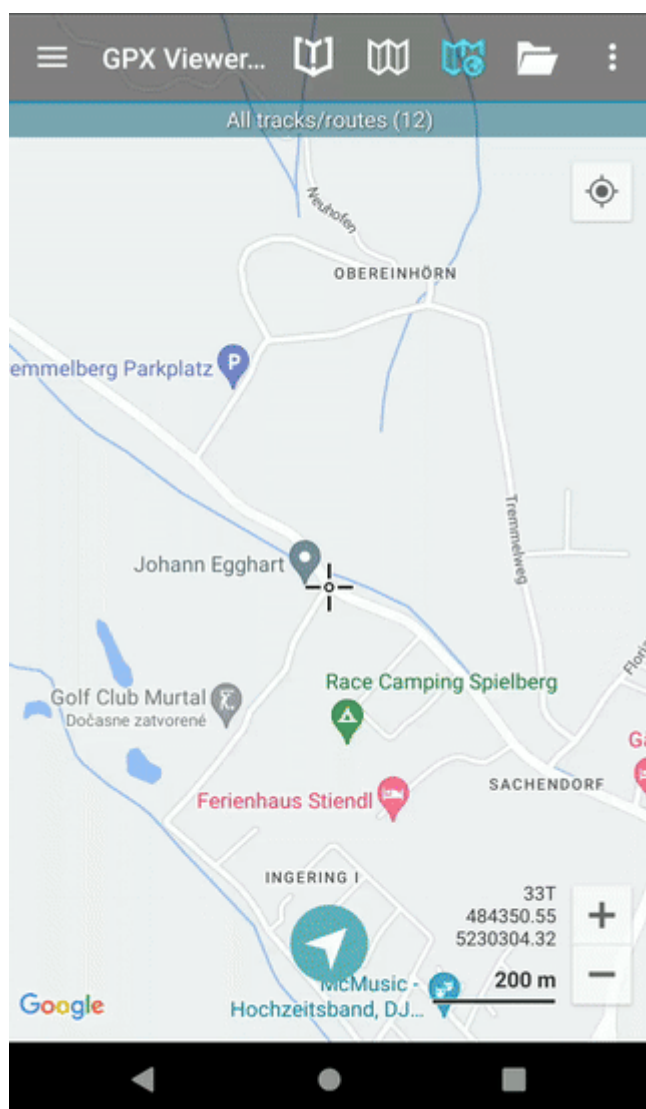 GPX Viewer...
All tracks/routes (12)
Neuhofen
OBEREINHÖRN
emmelberg Parkplatz
P
Tremmelweg
Johann Egghart
Floria
Race Camping Spielberg
Golf Club Murtal
Dočasne zatvorené
Ga
SACHENDORF
Ferienhaus Stiendl
INGERING I
33T
484350.55
5230304.32
+
−
200 m
McMusic -
Hochzeitsband, DJ...
Google